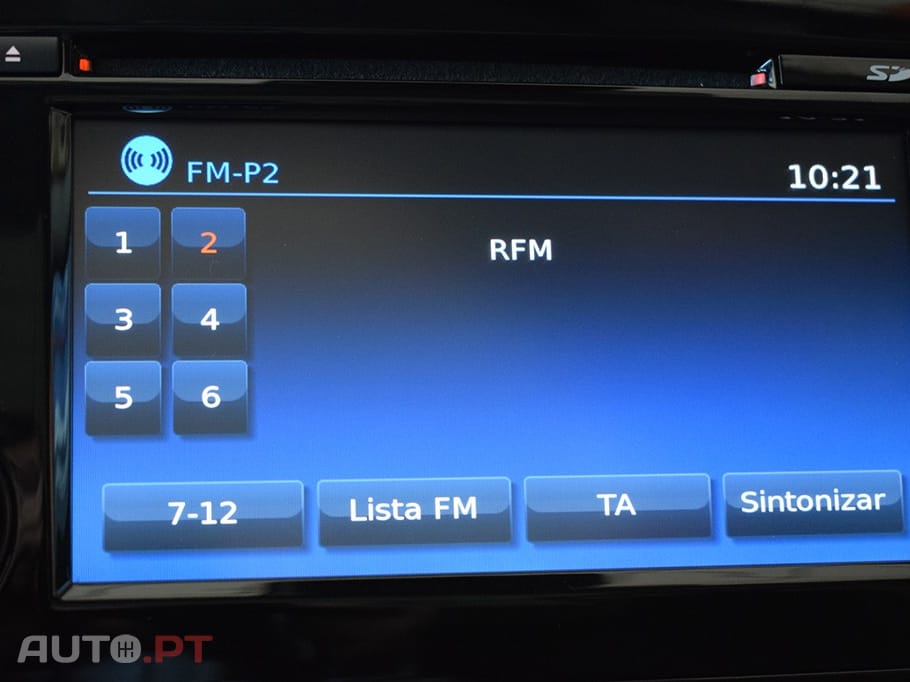 FM-P2
10:21
1
2
RFM
3
4
5
6
7-12
Lista FM
TA
Sintonizar
AUTO.PT